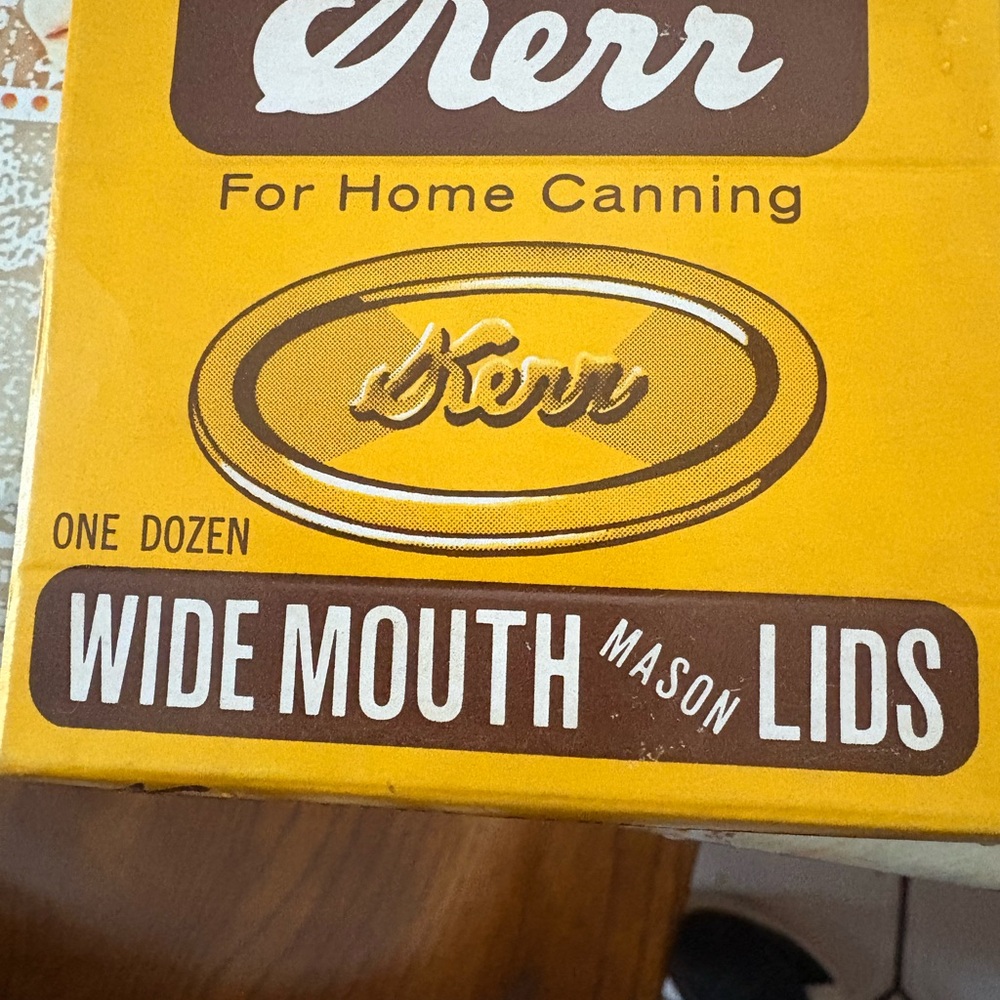 Kerr
For Home Canning
Kerr
ONE DOZEN
WIDE MOUTH MASON LIDS